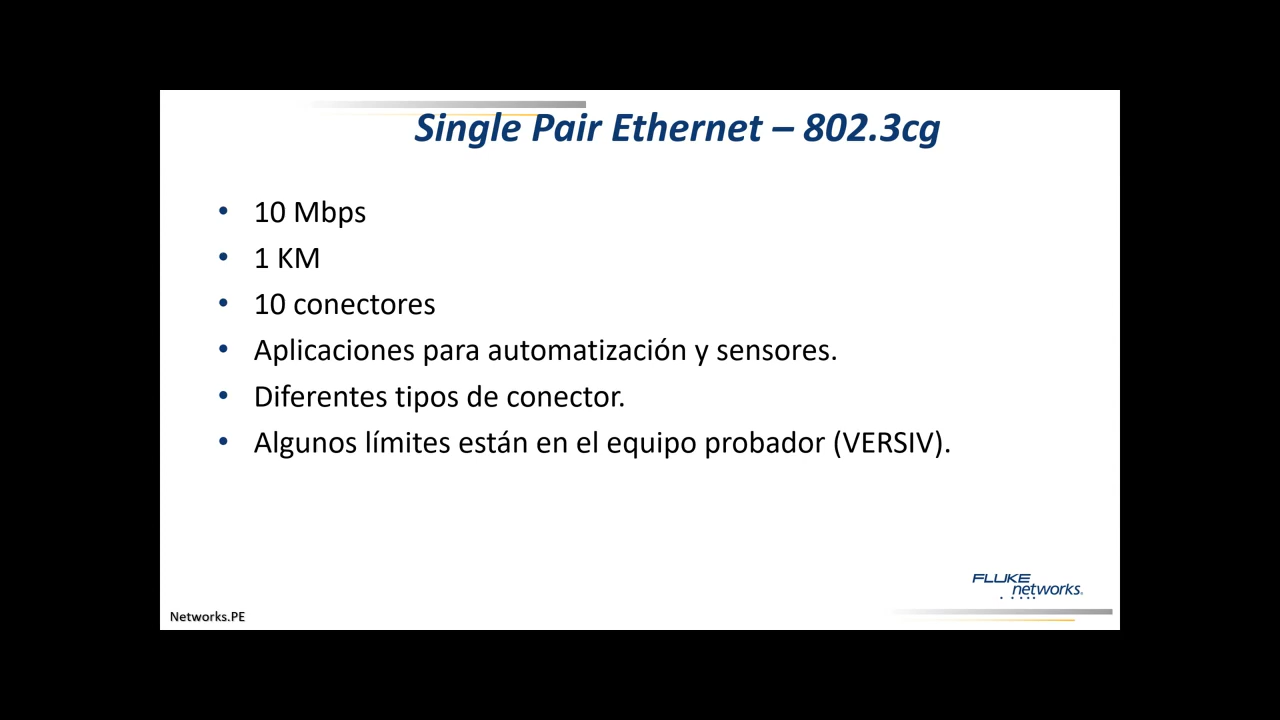 Single Pair Ethernet – 802.3cg
• 10 Mbps
• 1 KM
• 10 conectores
• Aplicaciones para automatización y sensores.
• Diferentes tipos de conector.
• Algunos límites están en el equipo probador (VERSIV).
FLUKE
networks.
Networks.PE